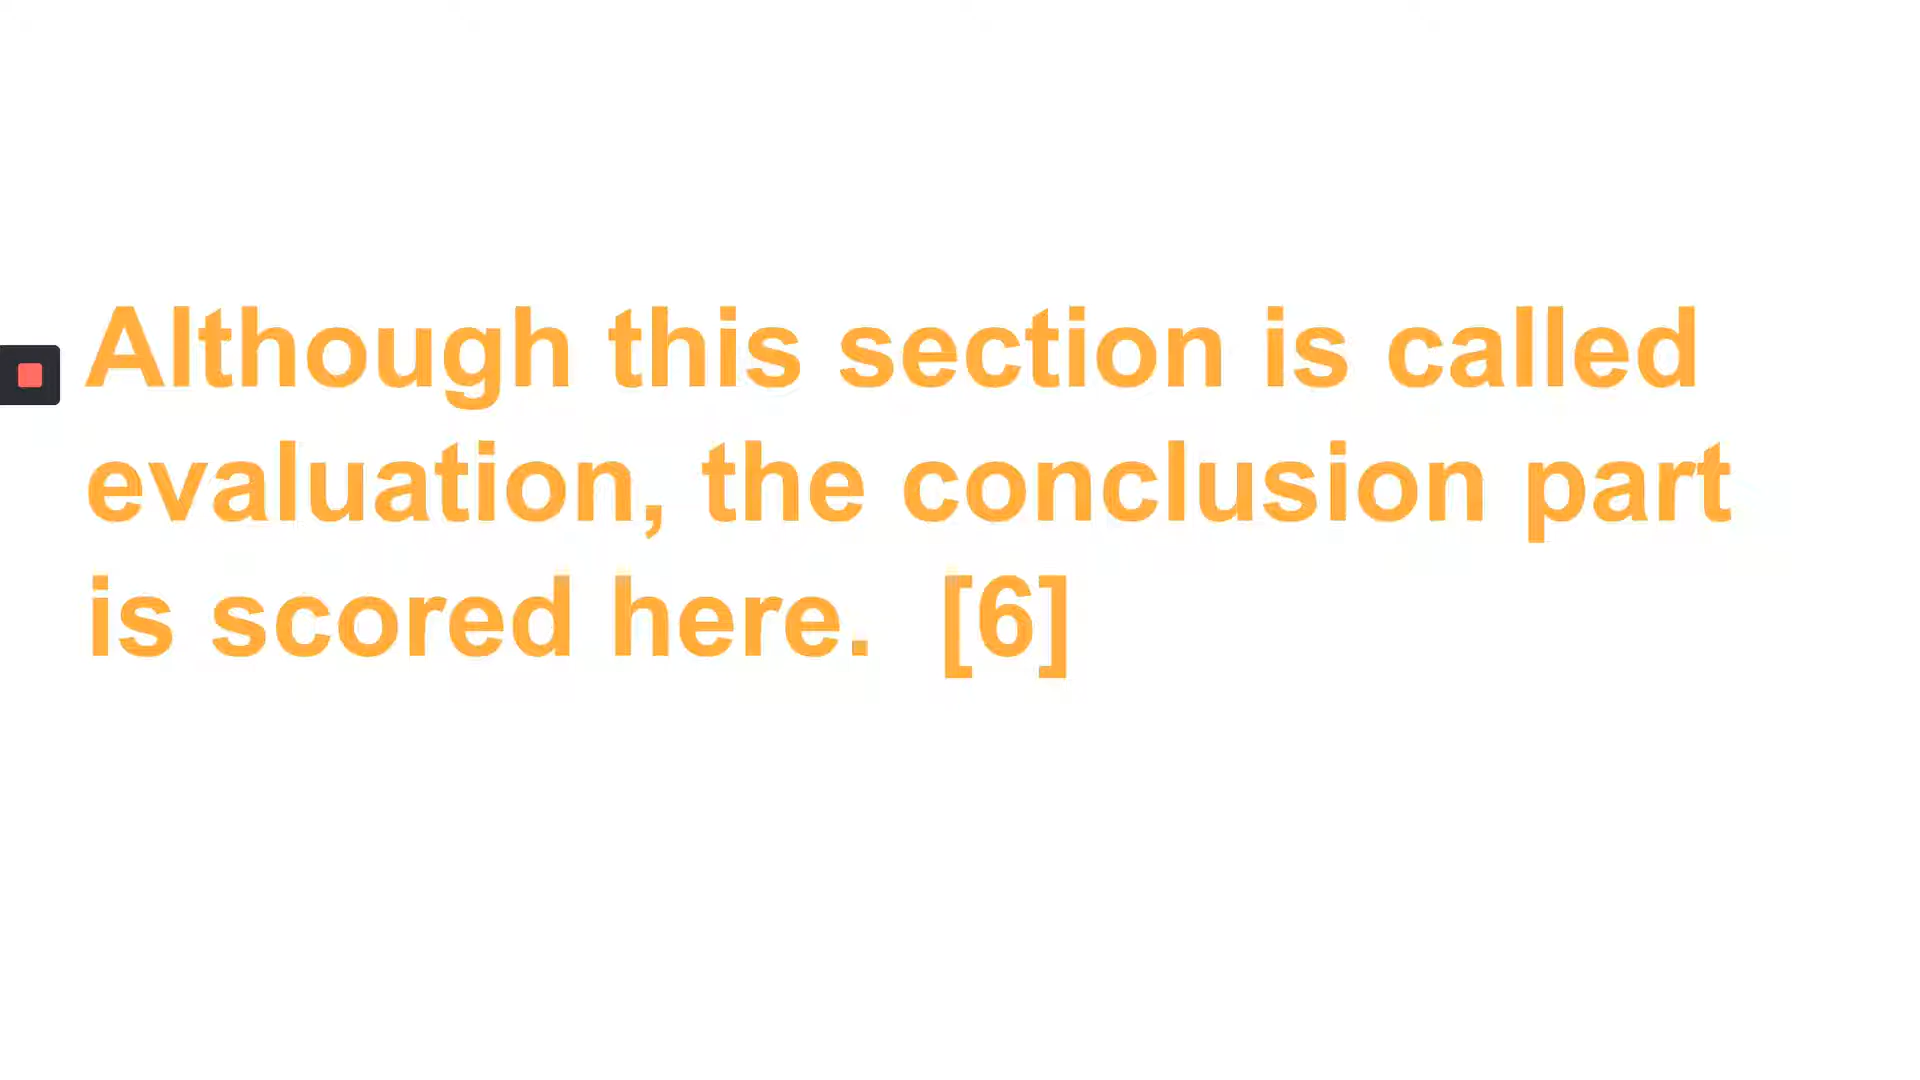 Although this section is called
evaluation, the conclusion part
is scored here.  [6]